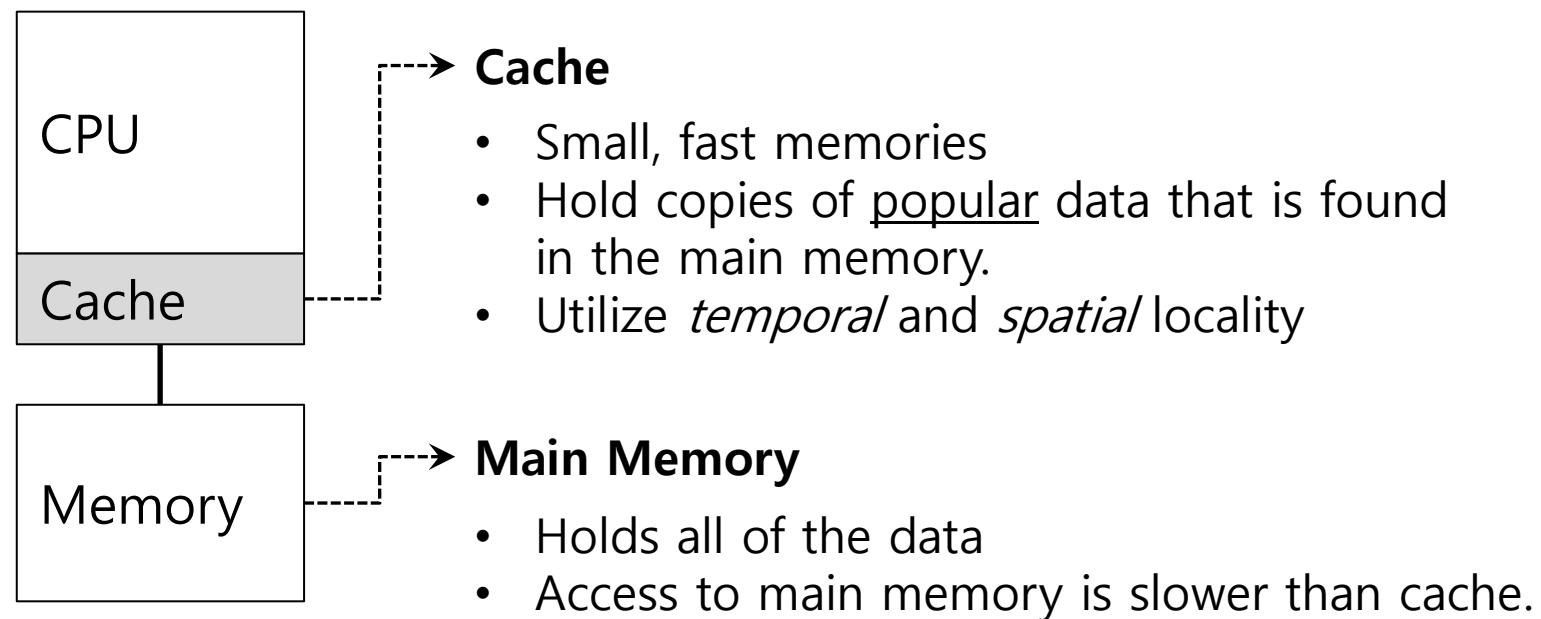 CPU
Cache
Memory
Cache
• Small, fast memories
• Hold copies of popular data that is found
in the main memory.
• Utilize temporal and spatial locality
Main Memory
• Holds all of the data
• Access to main memory is slower than cache.